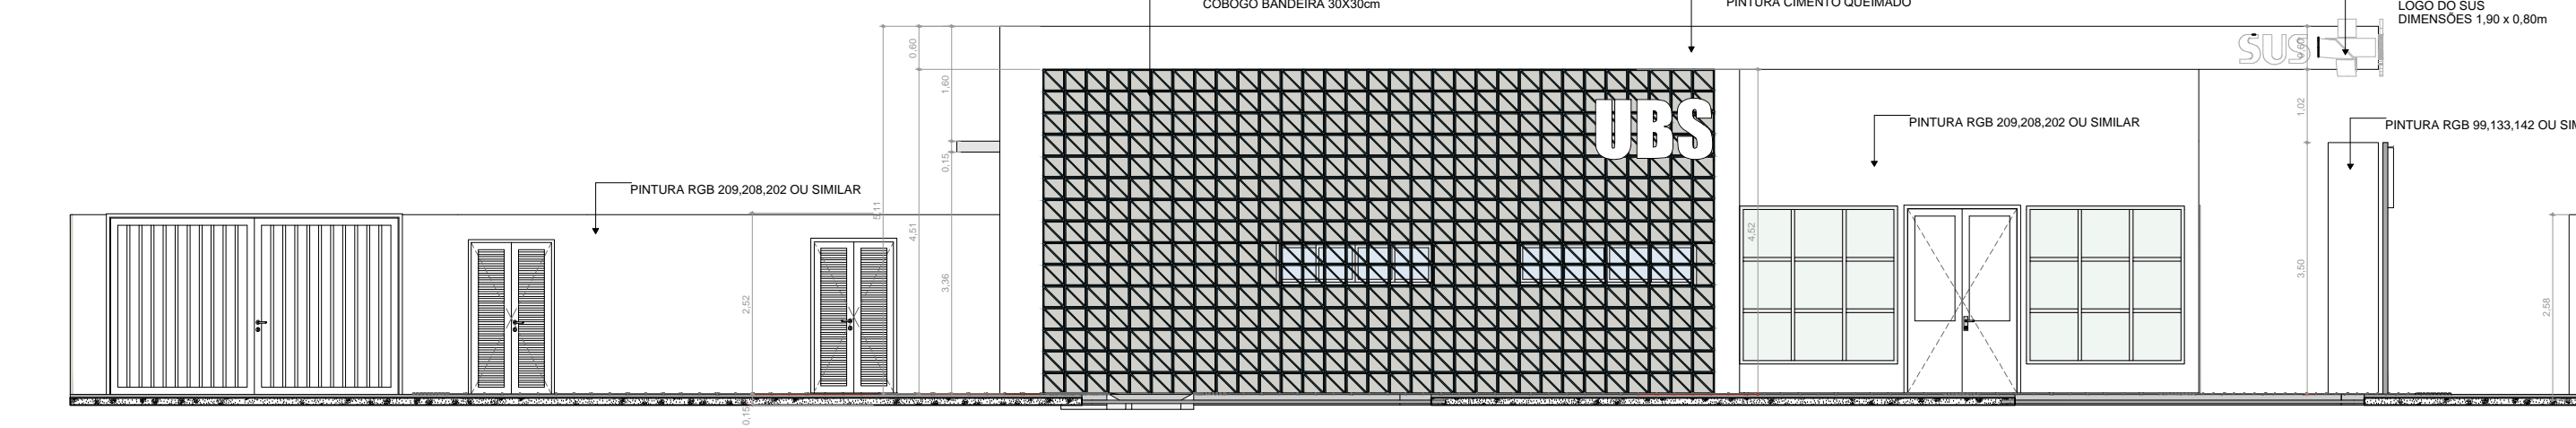 COBOGÓ BANDEIRA 30X30cm
PINTURA CIMENTO QUEIMADO
LOGO DO SUS
DIMENSÕES 1,90 x 0,80m
SUS
0,60
0,60
1,60
1,02
UBS
PINTURA RGB 209,208,202 OU SIMILAR
PINTURA RGB 99,133,142 OU SIM
0,15
PINTURA RGB 209,208,202 OU SIMILAR
5,11
4,51
4,52
3,36
3,50
2,52
2,58
0,15